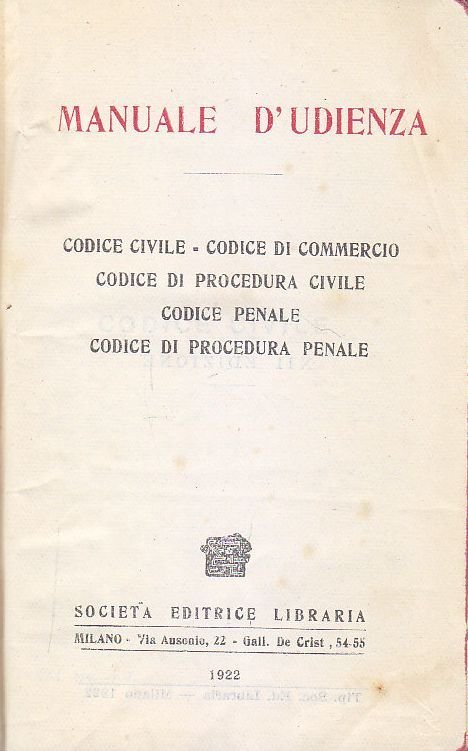 MANUALE D'UDIENZA
CODICE CIVILE - CODICE DI COMMERCIO
CODICE DI PROCEDURA CIVILE
CODICE PENALE
CODICE DI PROCEDURA PENALE
SOCIETÀ EDITRICE LIBRARIA
MILANO - Via Ausonio, 22 - Gall. De Crist, 54-55
1922